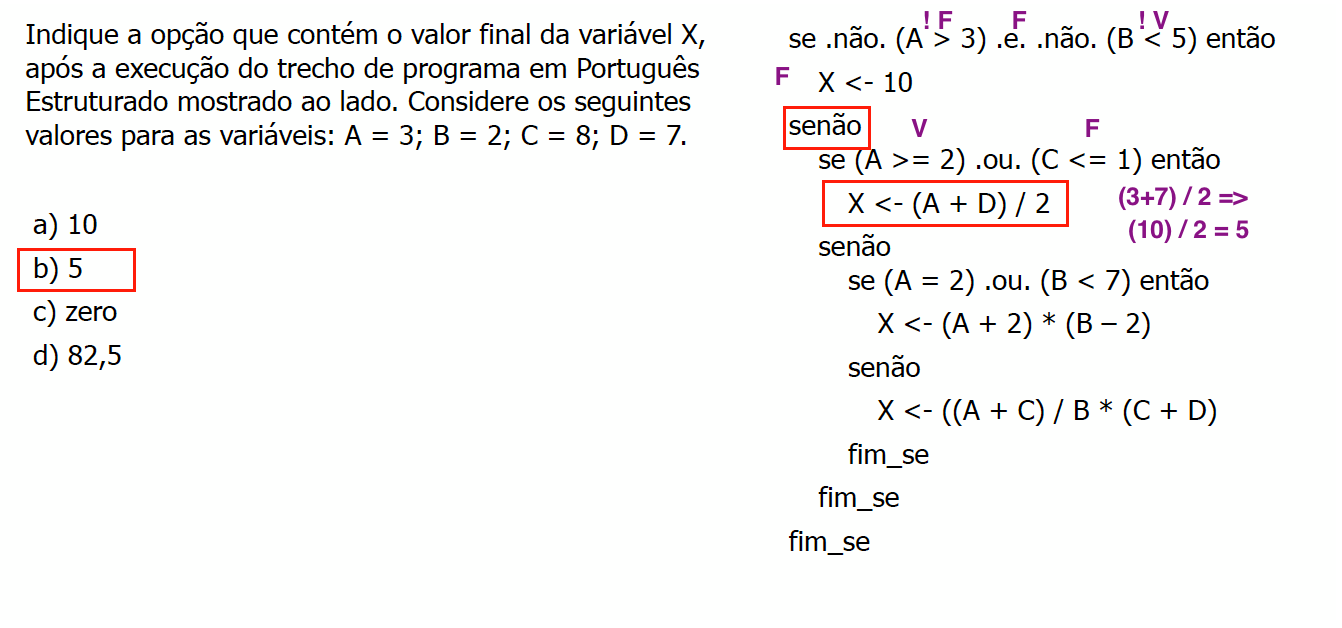 Indique a opção que contém o valor final da variável X,
após a execução do trecho de programa em Português
Estruturado mostrado ao lado. Considere os seguintes
valores para as variáveis: A = 3; B = 2; C = 8; D = 7.
a) 10
b) 5
c) zero
d) 82,5
! F F ! V
se .não. (A > 3) .e. .não. (B < 5) então
F X <- 10
senão V F
se (A >= 2) .ou. (C <= 1) então
X <- (A + D) / 2 (3+7) / 2 =>
(10) / 2 = 5
senão
se (A = 2) .ou. (B < 7) então
X <- (A + 2) * (B – 2)
senão
X <- ((A + C) / B * (C + D)
fim_se
fim_se
fim_se